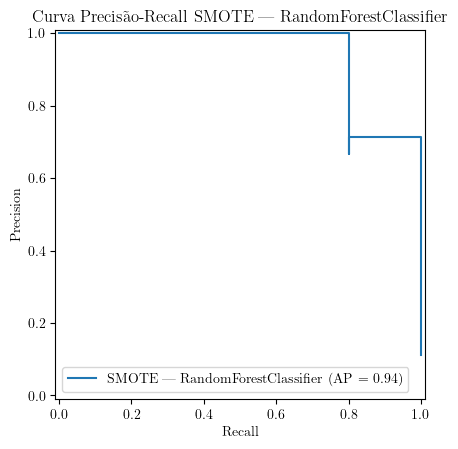 Curva Precisão-Recall SMOTE — RandomForestClassifier
1.0
0.8
0.6
0.4
0.2
0.0
Precision
SMOTE — RandomForestClassifier (AP = 0.94)
0.0 0.2 0.4 0.6 0.8 1.0
Recall